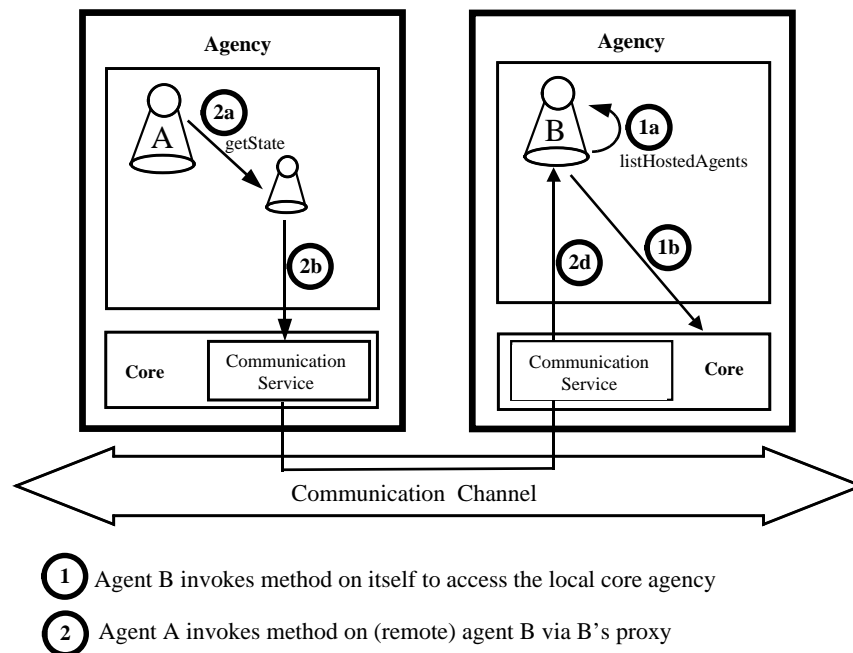 Agency
A
2a
getState
2b
Core
Communication
Service
Agency
B
1a
listHostedAgents
1b
2d
Communication
Service
Core
Communication Channel
1 Agent B invokes method on itself to access the local core agency
2 Agent A invokes method on (remote) agent B via B's proxy